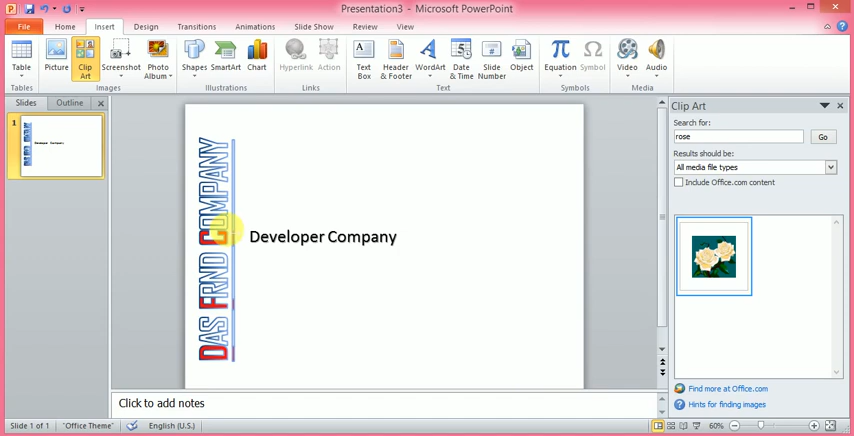 Presentation3 - Microsoft PowerPoint
File Home Insert Design Transitions Animations Slide Show Review View
Table Picture Clip Art Screenshot Photo Album Shapes SmartArt Chart Hyperlink Action Text Box Header & Footer WordArt Date & Time Slide Number Object Equation Symbol Video Audio
Tables Images Illustrations Links Text Symbols Media
Slides Outline
1
Developer Company
DAS FRND COMPANY
Developer Company
Clip Art
Search for:
rose
Go
Results should be:
All media file types
Include Office.com content
Find more at Office.com
Hints for finding images
Click to add notes
Slide 1 of 1 "Office Theme" English (U.S.) 60%